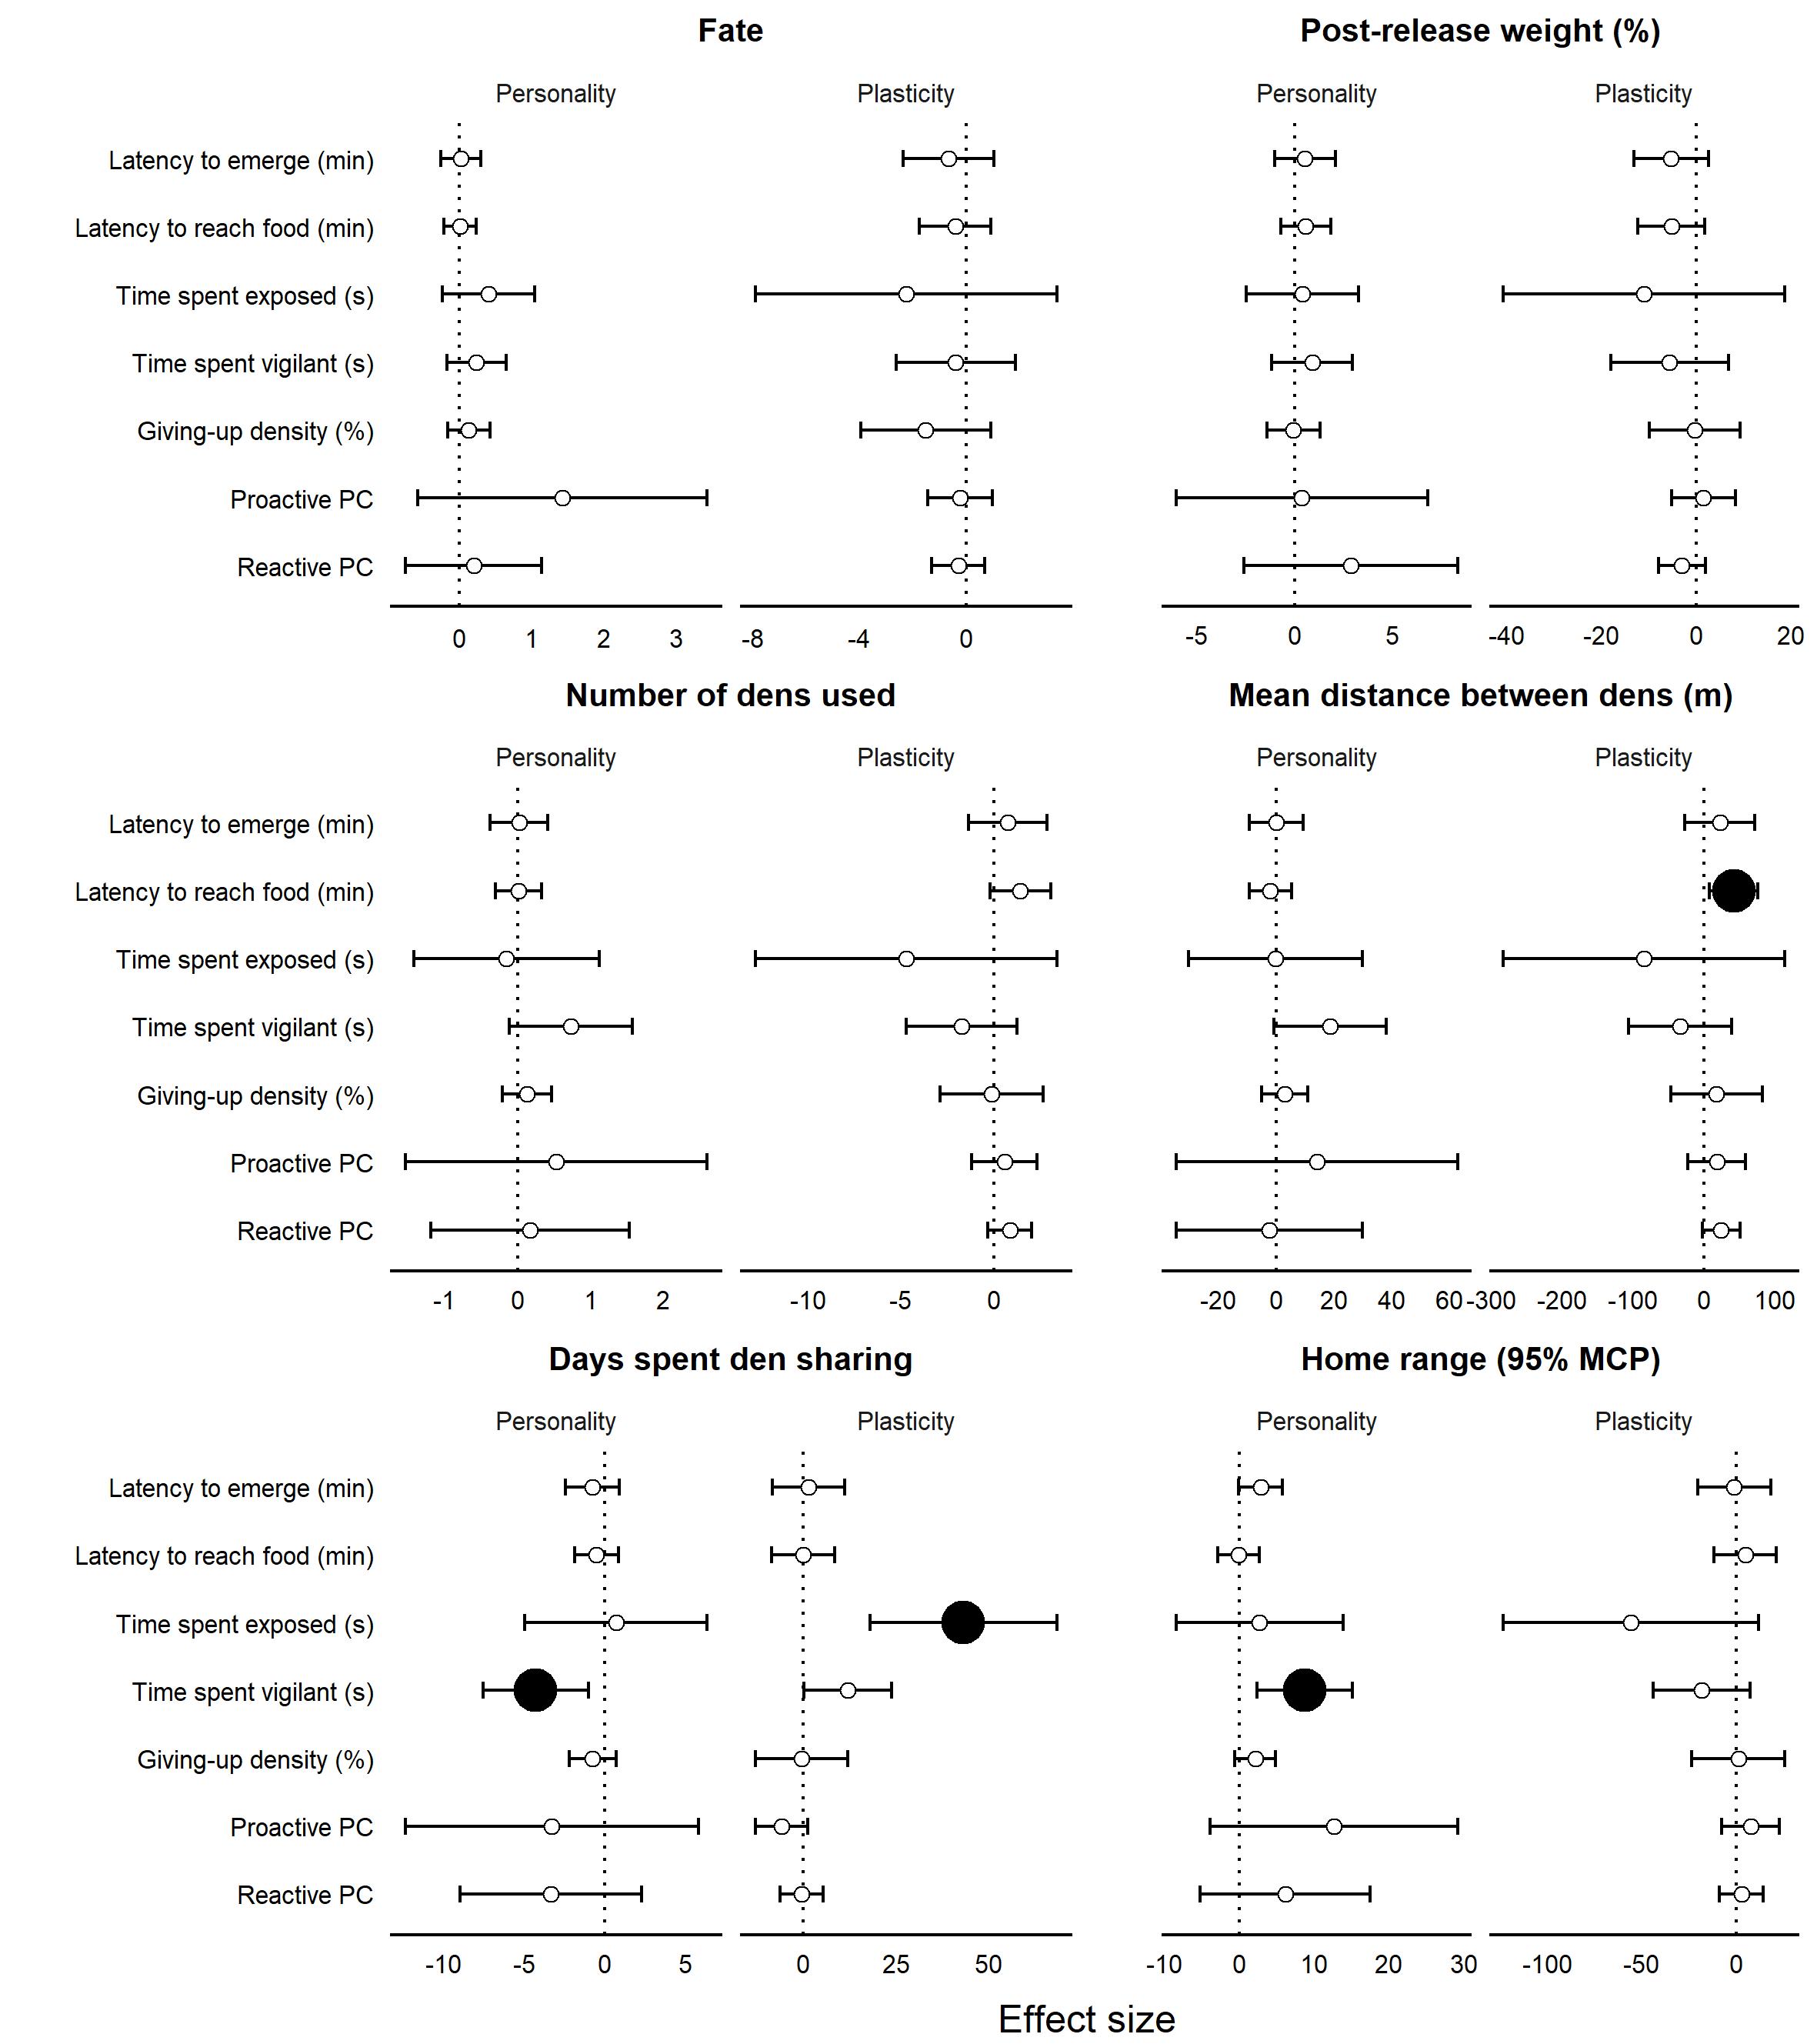 Fate Post-release weight (%)
Personality Plasticity Personality Plasticity
Latency to emerge (min)
Latency to reach food (min)
Time spent exposed (s)
Time spent vigilant (s)
Giving-up density (%)
Proactive PC
Reactive PC
0 1 2 3 -8 -4 0 -5 0 5 -40 -20 0 20
Number of dens used Mean distance between dens (m)
Personality Plasticity Personality Plasticity
Latency to emerge (min)
Latency to reach food (min)
Time spent exposed (s)
Time spent vigilant (s)
Giving-up density (%)
Proactive PC
Reactive PC
-1 0 1 2 -10 -5 0 -20 0 20 40 60 -300 -200 -100 0 100
Days spent den sharing Home range (95% MCP)
Personality Plasticity Personality Plasticity
Latency to emerge (min)
Latency to reach food (min)
Time spent exposed (s)
Time spent vigilant (s)
Giving-up density (%)
Proactive PC
Reactive PC
-10 -5 0 5 0 25 50 -10 0 10 20 30 -100 -50 0
Effect size